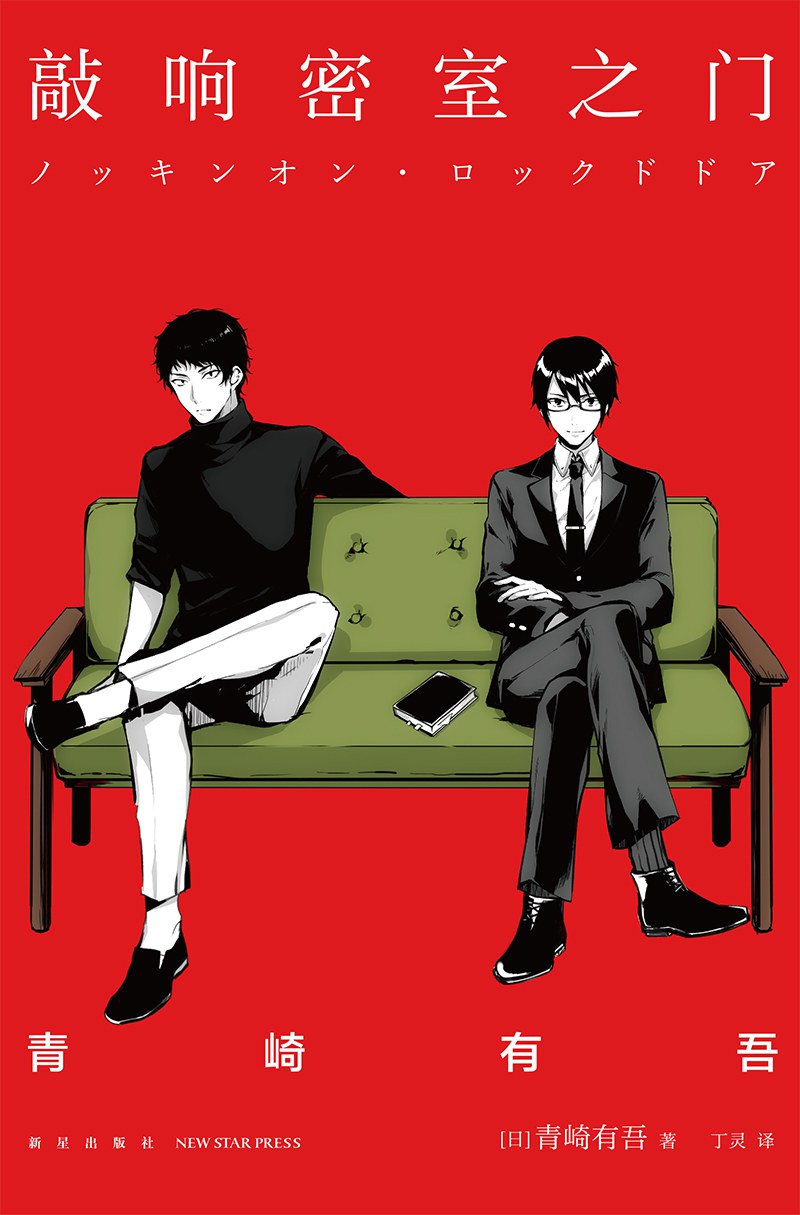 敲响密室之门
ノッキンオン・ロックドドア
青崎有吾
新星出版社 NEW STAR PRESS
[日]青崎有吾 著 丁灵 译